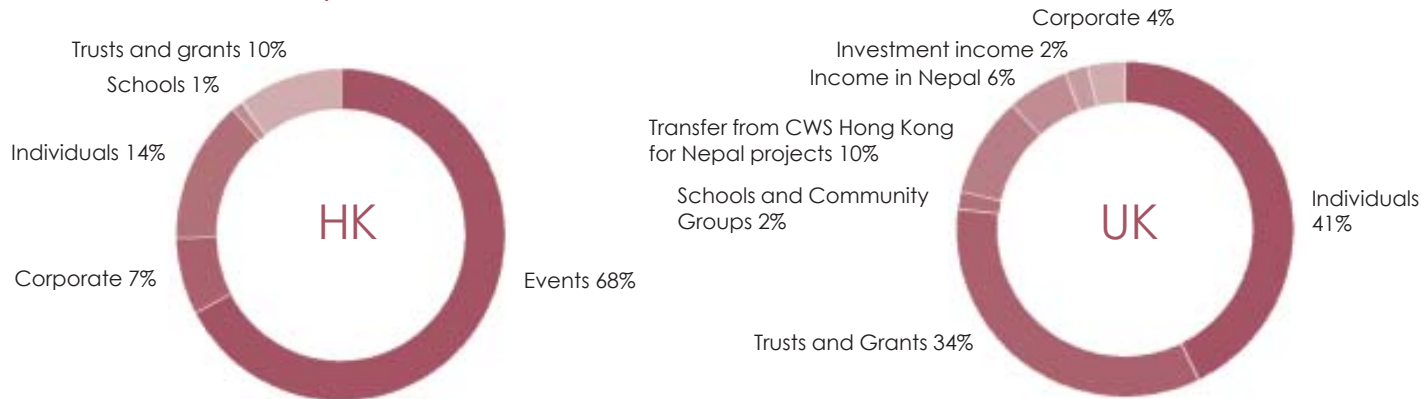 Trusts and grants 10%
Schools 1%
Individuals 14%
Corporate 7%
HK
Events 68%
Corporate 4%
Investment income 2%
Income in Nepal 6%
Transfer from CWS Hong Kong
for Nepal projects 10%
Schools and Community
Groups 2%
Trusts and Grants 34%
UK
Individuals
41%